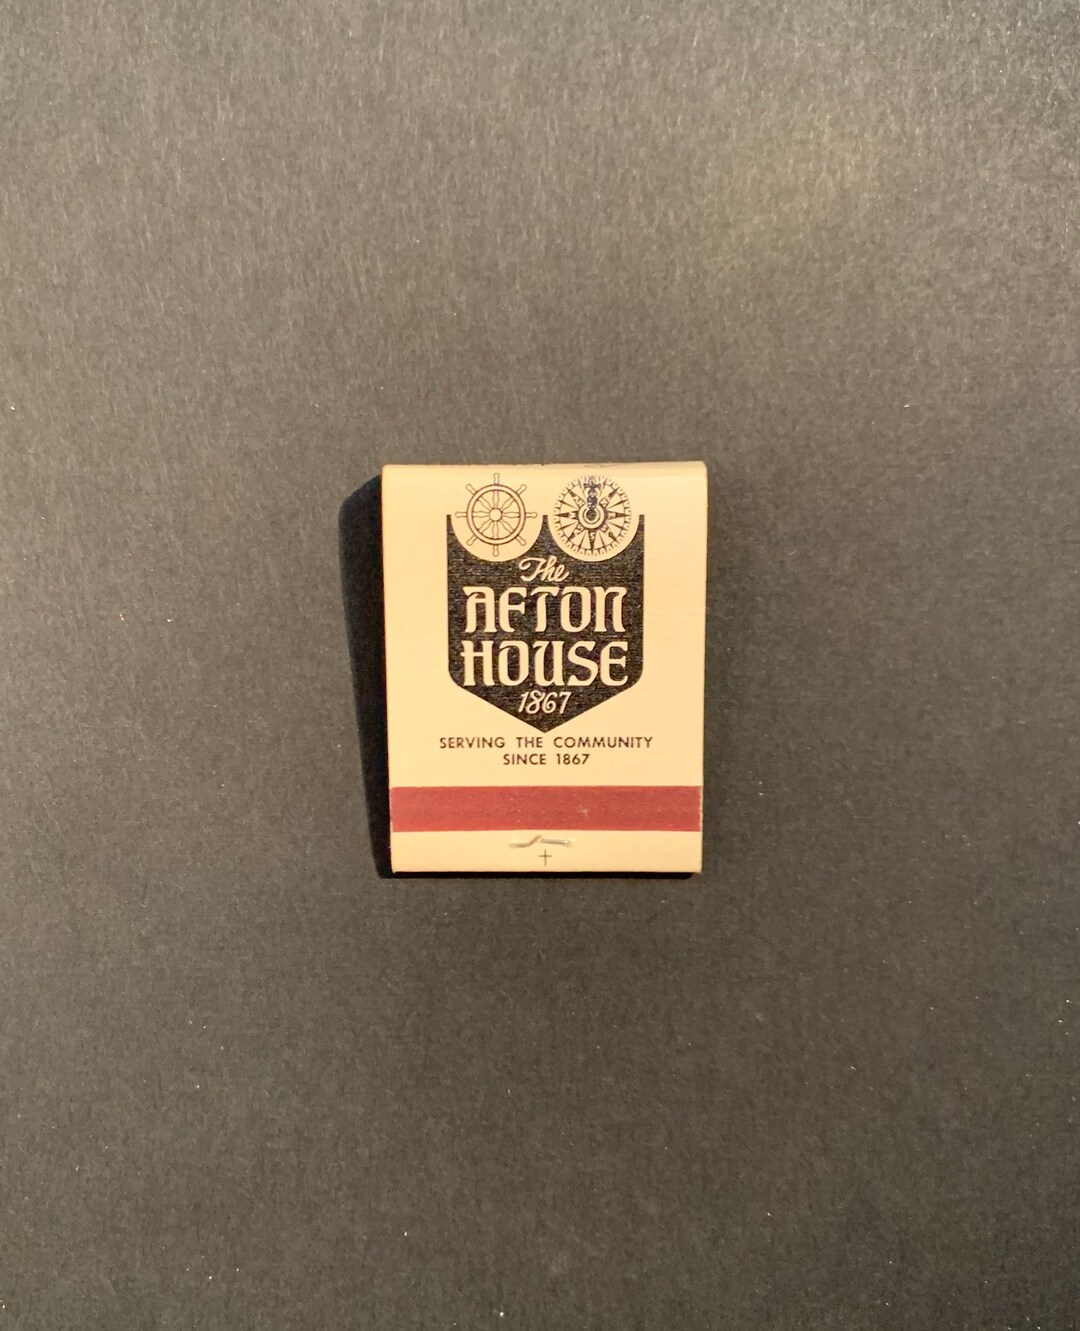 The
AFTON
HOUSE
1867
SERVING THE COMMUNITY
SINCE 1867